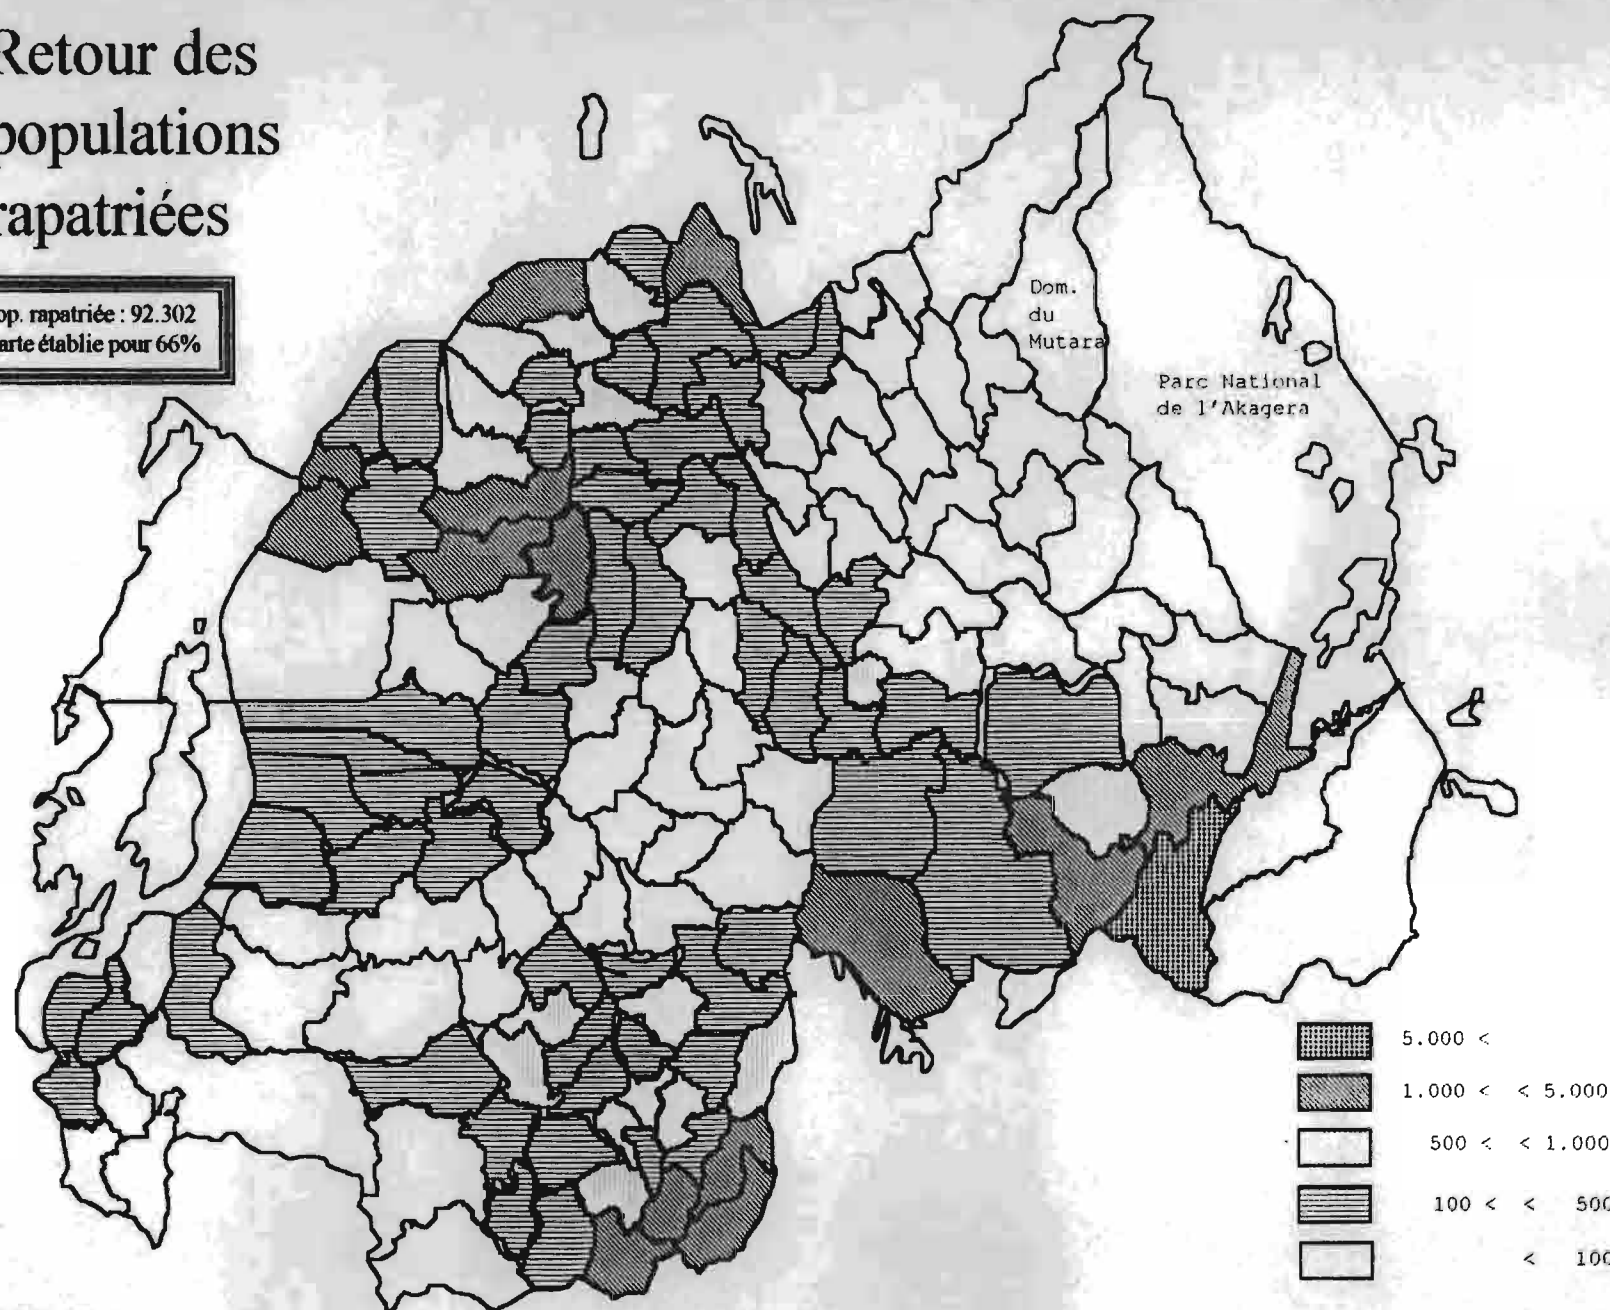 Retour des
populations
rapatriées
op. rapatriée : 92.302
arte établie pour 66%
Dom.
du
Mutara
Parc National
de l'Akagera
5.000 <
1.000 < < 5.000
500 < < 1.000
100 < < 500
< 100